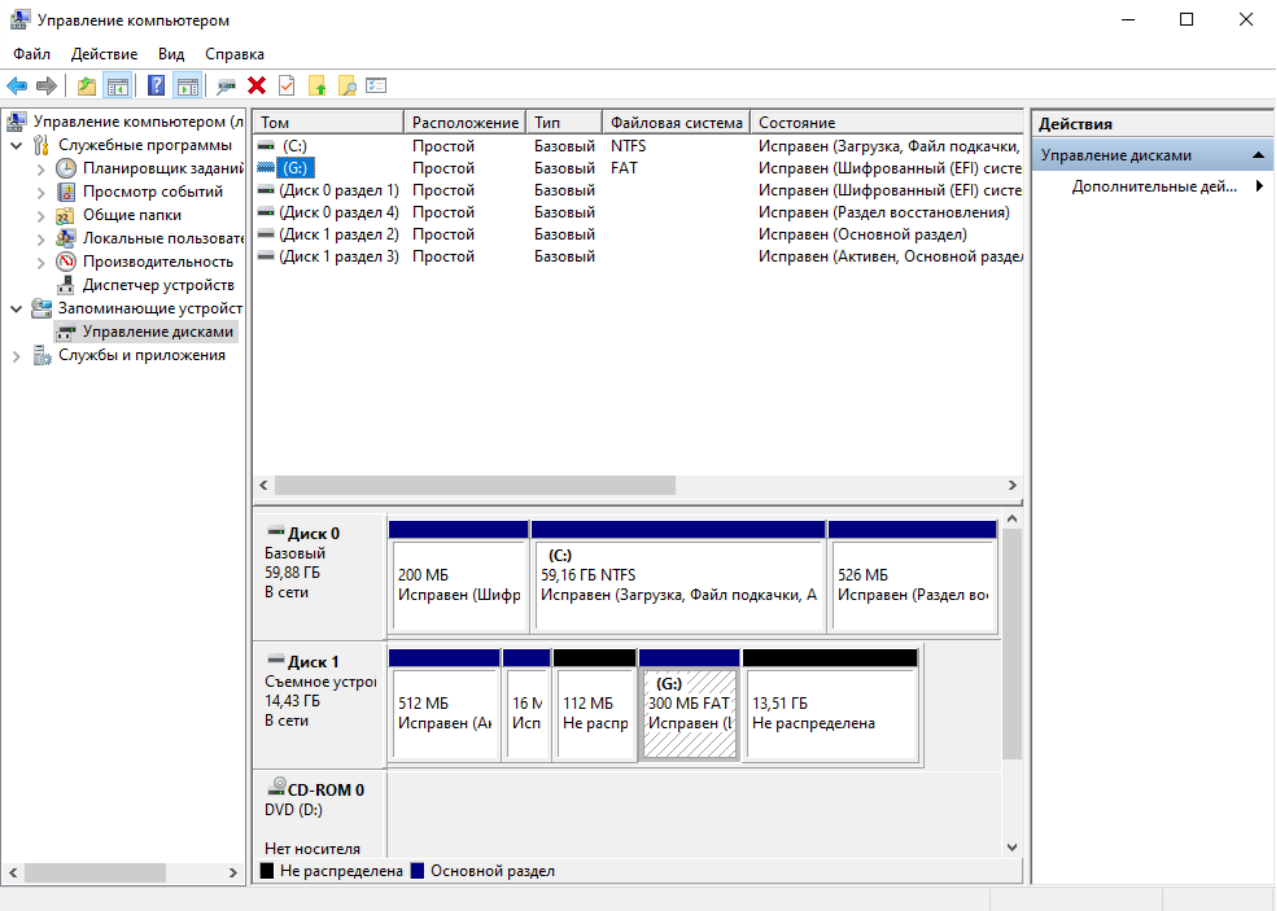 Управление компьютером
Файл Действие Вид Справка
Управление компьютером (л
Служебные программы
Планировщик заданий
Просмотр событий
Общие папки
Локальные пользовате
Производительность
Диспетчер устройств
Запоминающие устройст
Управление дисками
Службы и приложения
Том Расположение Тип Файловая система Состояние
(C:) Простой Базовый NTFS Исправен (Загрузка, Файл подкачки,
(G:) Простой Базовый FAT Исправен (Шифрованный (EFI) систе
(Диск 0 раздел 1) Простой Базовый Исправен (Шифрованный (EFI) систе
(Диск 0 раздел 4) Простой Базовый Исправен (Раздел восстановления)
(Диск 1 раздел 2) Простой Базовый Исправен (Основной раздел)
(Диск 1 раздел 3) Простой Базовый Исправен (Активен, Основной раздел
Действия
Управление дисками
Дополнительные дей...
Диск 0
Базовый
59,88 ГБ
В сети
200 МБ
Исправен (Шифр
(C:)
59,16 ГБ NTFS
Исправен (Загрузка, Файл подкачки, А
526 МБ
Исправен (Раздел вос
Диск 1
Съемное устрої
14,43 ГБ
В сети
512 МБ
Исправен (Ак
16 М
Исп
112 МБ
Не распр
(G:)
300 МБ FAT
Исправен (Ш
13,51 ГБ
Не распределена
CD-ROM 0
DVD (D:)
Нет носителя
Не распределена Основной раздел